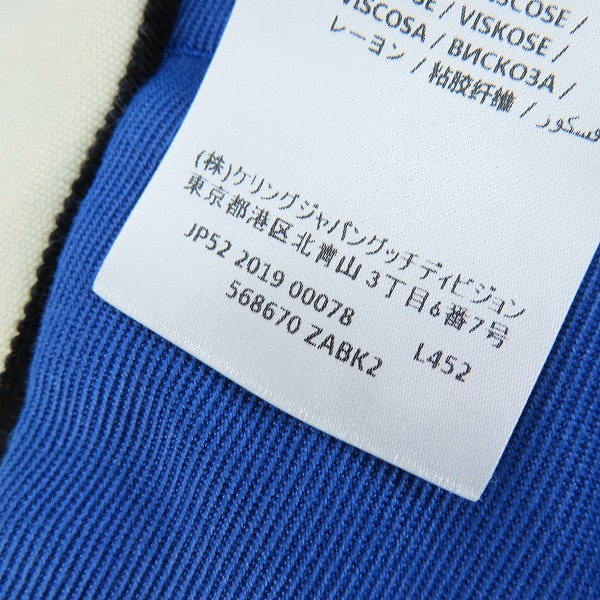 VISCOSE /
VISKOSE /
VISCOSA / ВИСКОЗА /
レーヨン / 粘胶纤维 /
(株)ケリングジャパングッチディビジョン
東京都港区北青山3丁目6番7号
JP52 2019 00078 L452
568670 ZABK2